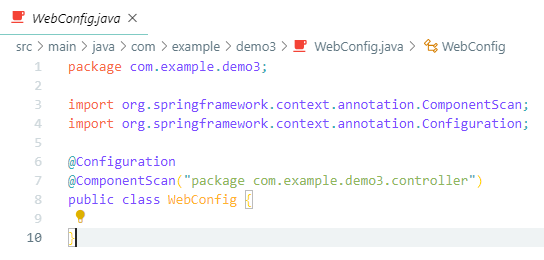 WebConfig.java ×
src > main > java > com > example > demo3 > WebConfig.java > WebConfig
1 package com.example.demo3;
2
3 import org.springframework.context.annotation.ComponentScan;
4 import org.springframework.context.annotation.Configuration;
5
6 @Configuration
7 @ComponentScan("package com.example.demo3.controller")
8 public class WebConfig {
9
10 }